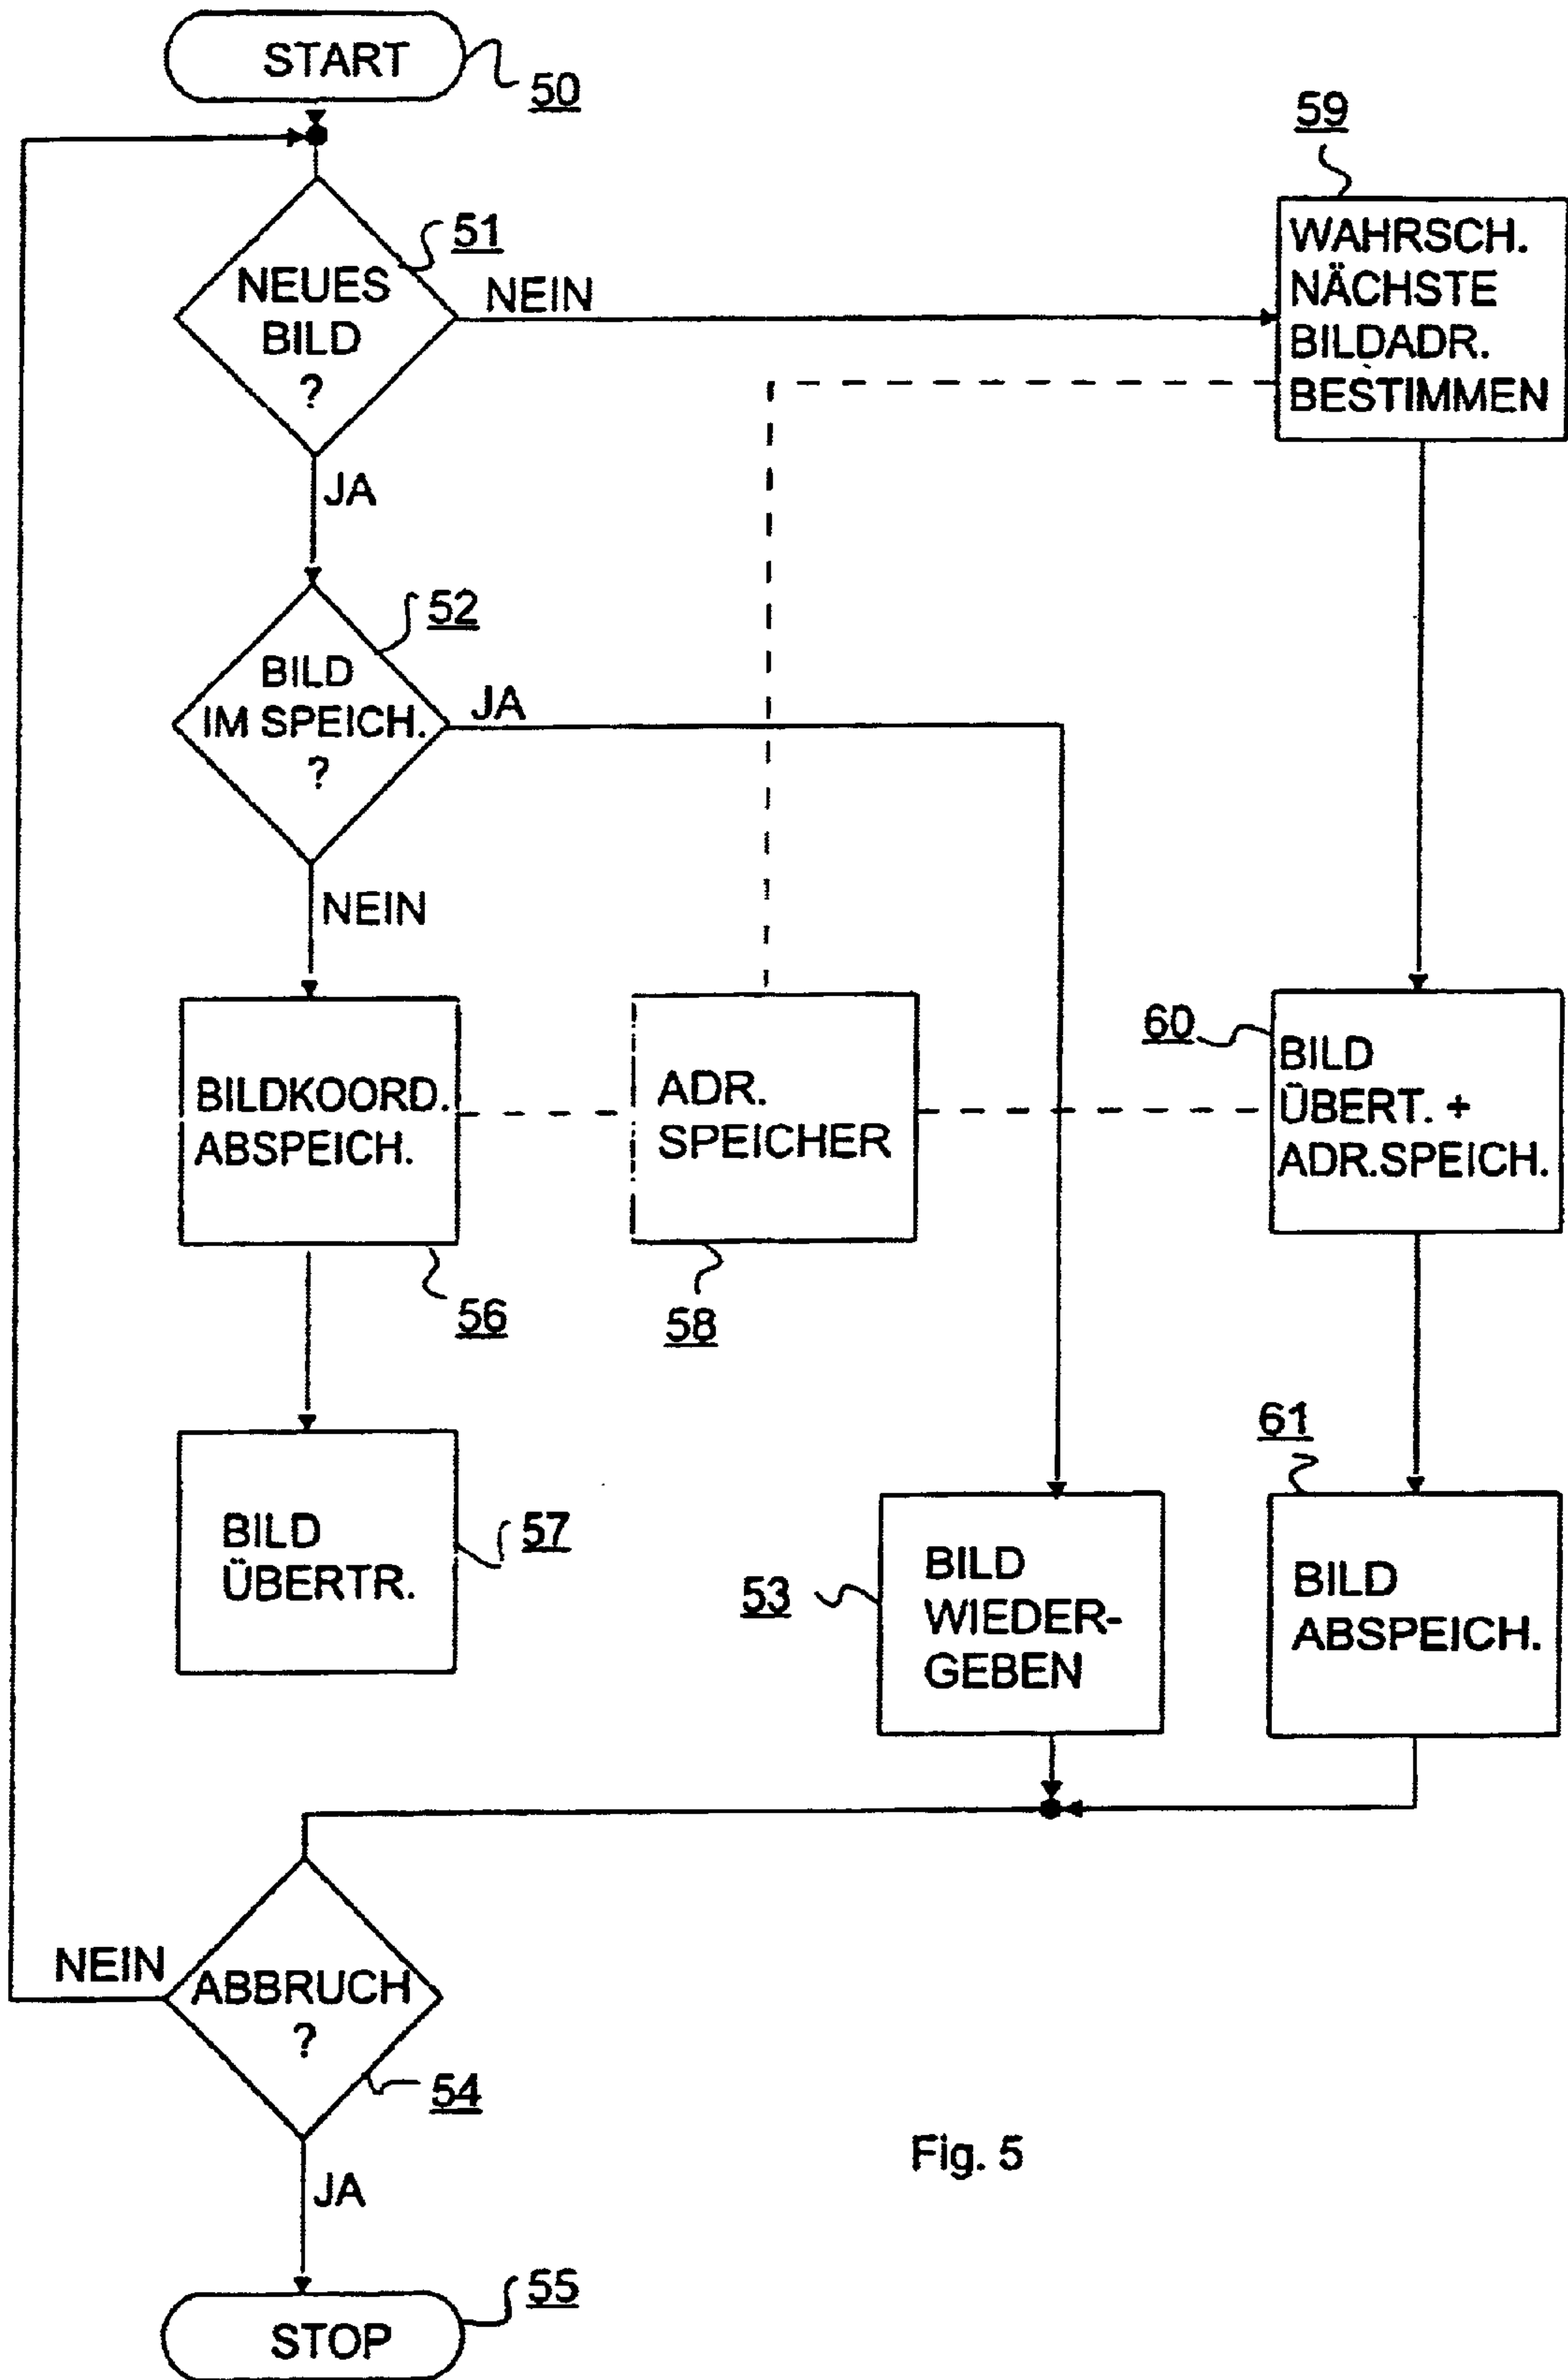 START
50
59
51
NEUES
BILD
?
NEIN
WAHRSCH.
NÄCHSTE
BILDADR.
BESTIMMEN
JA
52
BILD
IM SPEICH.
?
JA
NEIN
BILDKOORD.
ABSPEICH.
56
ADR.
SPEICHER
58
60
BILD
ÜBERT. +
ADR.SPEICH.
61
BILD
ÜBERTR.
57
53
BILD
WIEDER-
GEBEN
BILD
ABSPEICH.
NEIN
ABBRUCH
?
54
JA
Fig. 5
STOP
55